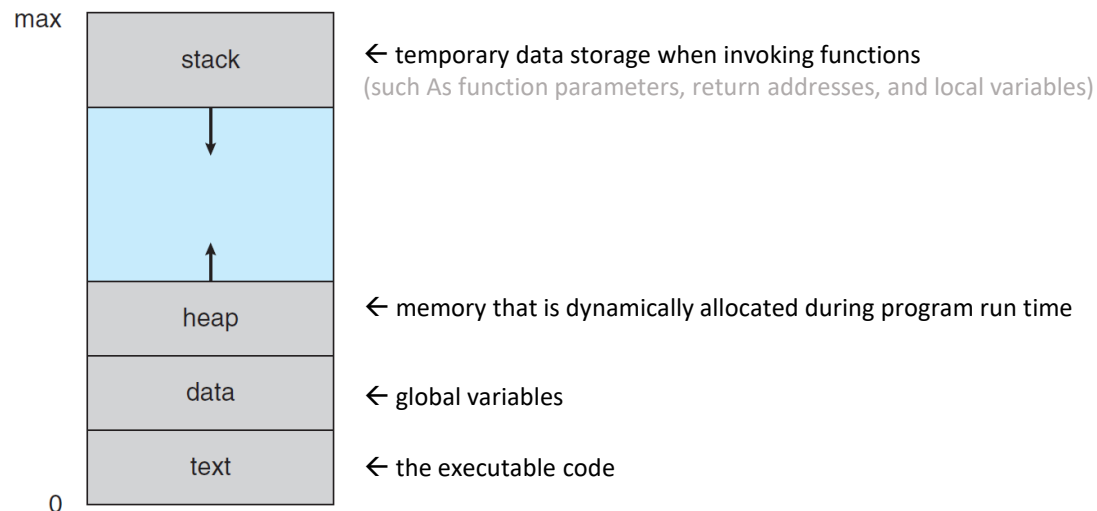 max
stack
← temporary data storage when invoking functions
(such As function parameters, return addresses, and local variables)
heap
← memory that is dynamically allocated during program run time
data
← global variables
text
← the executable code
0